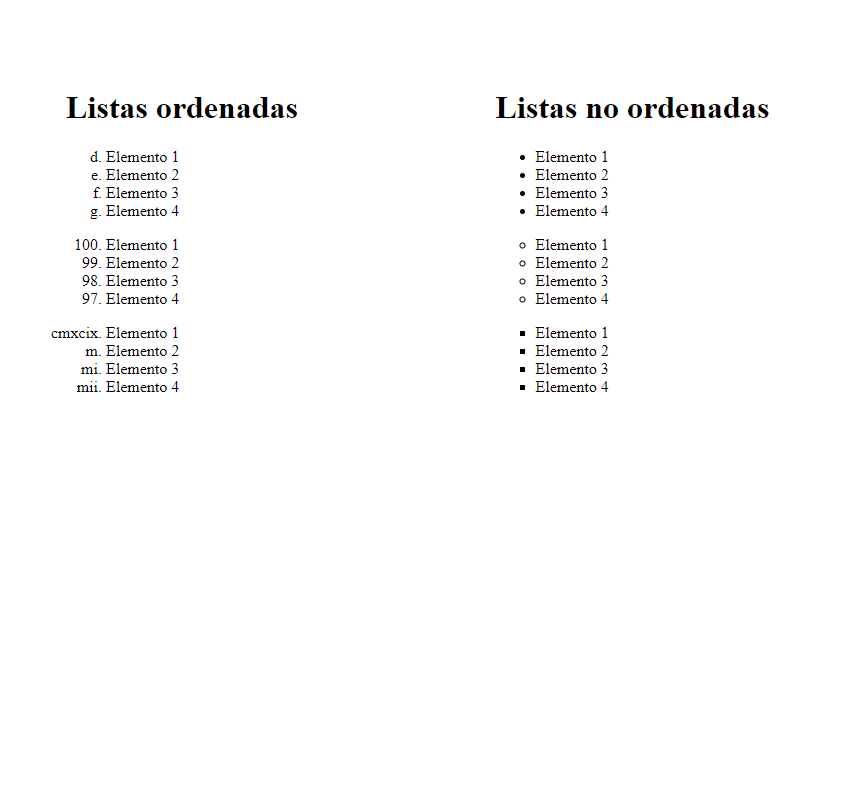 Listas ordenadas
d. Elemento 1
e. Elemento 2
f. Elemento 3
g. Elemento 4
100. Elemento 1
99. Elemento 2
98. Elemento 3
97. Elemento 4
cmxcix. Elemento 1
m. Elemento 2
mi. Elemento 3
mii. Elemento 4
Listas no ordenadas
• Elemento 1
• Elemento 2
• Elemento 3
• Elemento 4
◦ Elemento 1
◦ Elemento 2
◦ Elemento 3
◦ Elemento 4
▪ Elemento 1
▪ Elemento 2
▪ Elemento 3
▪ Elemento 4